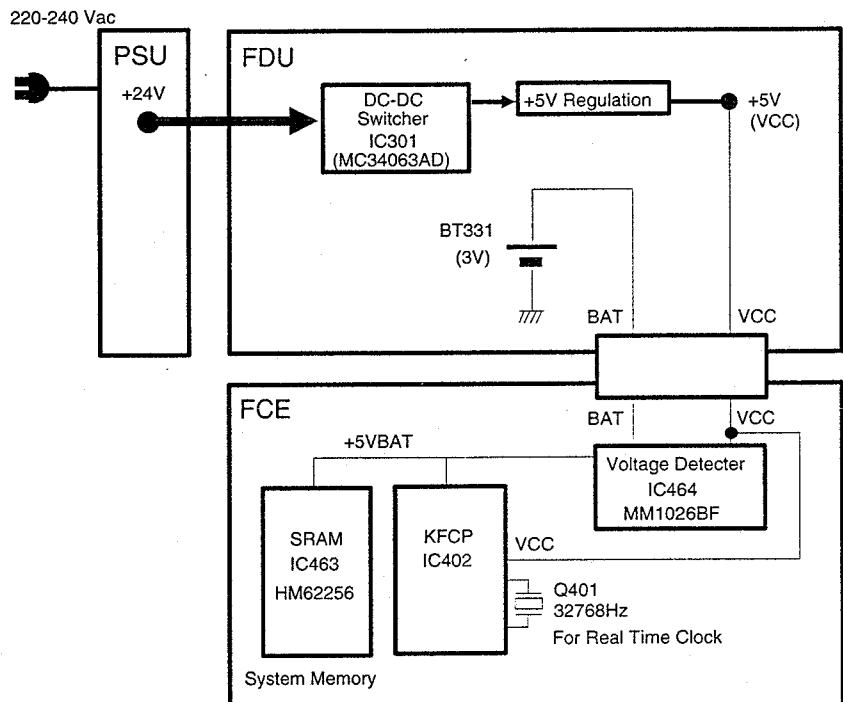 220-240 Vac
PSU
+24V
FDU
DC-DC
Switcher
IC301
(MC34063AD)
+5V Regulation
+5V
(VCC)
BT331
(3V)
BAT
VCC
FCE
BAT
VCC
+5VBAT
Voltage Detecter
IC464
MM1026BF
SRAM
IC463
HM62256
KFCP
IC402
VCC
Q401
32768Hz
For Real Time Clock
System Memory